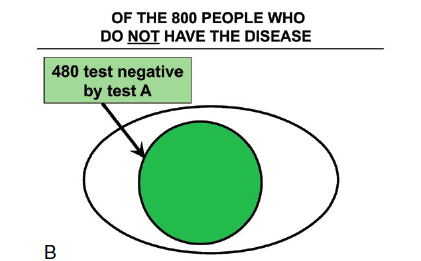 OF THE 800 PEOPLE WHO
DO NOT HAVE THE DISEASE
480 test negative
by test A
B